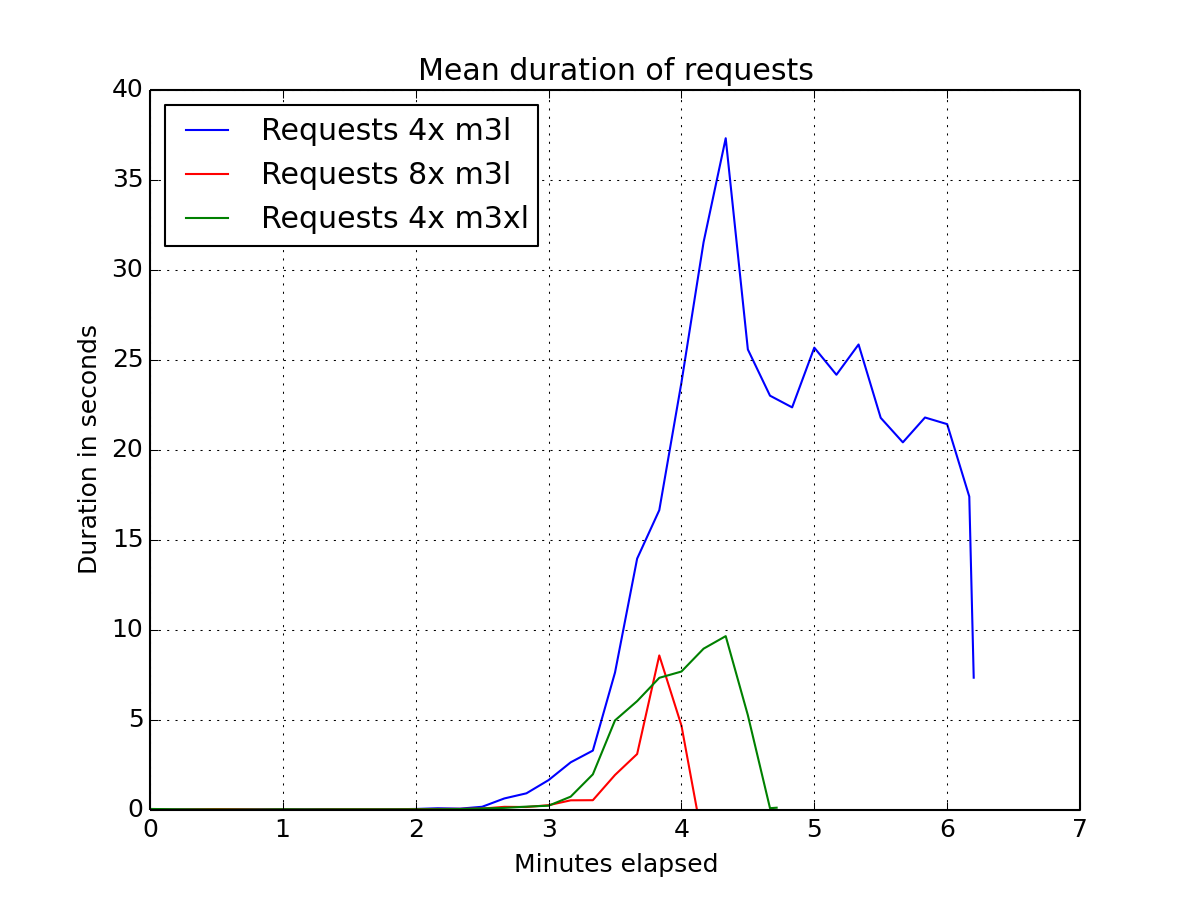 Mean duration of requests
40
35
30
25
20
15
10
5
0
Duration in seconds
Requests 4x m3l
Requests 8x m3l
Requests 4x m3xl
0 1 2 3 4 5 6 7
Minutes elapsed